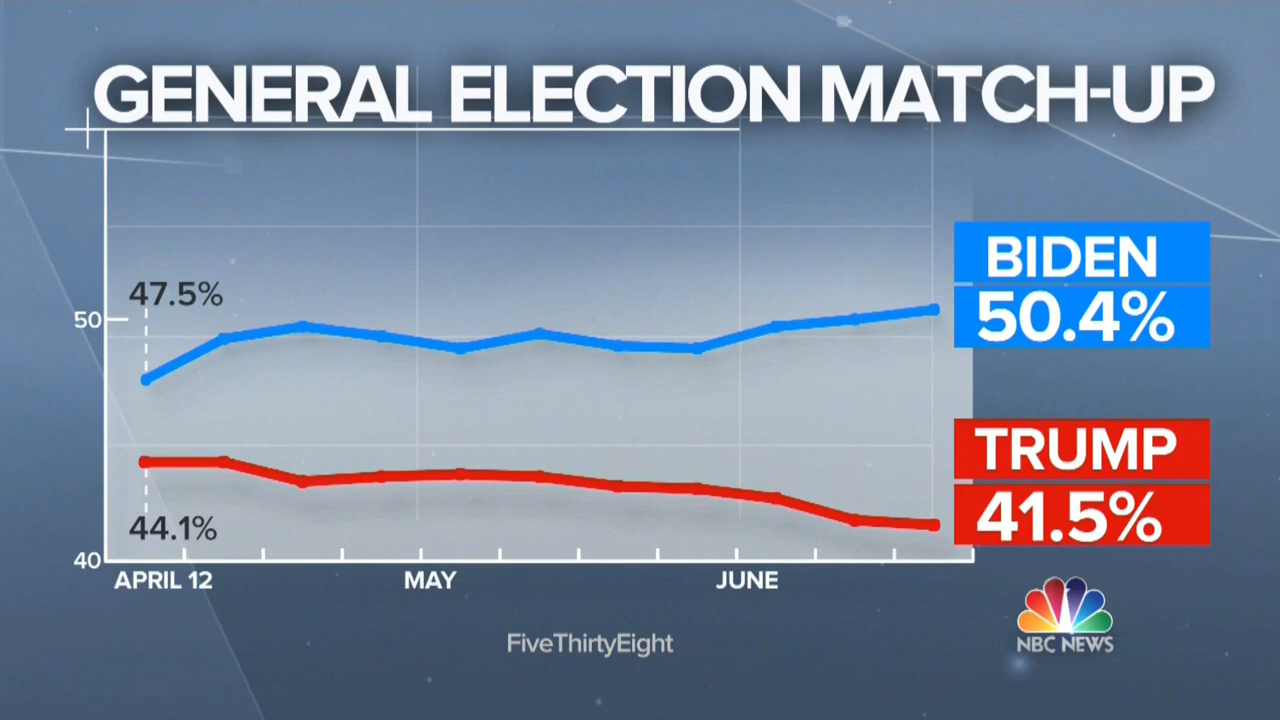 GENERAL ELECTION MATCH-UP
BIDEN
50.4%
47.5%
50
TRUMP
41.5%
44.1%
40
APRIL 12 MAY JUNE
FiveThirtyEight
NBC NEWS